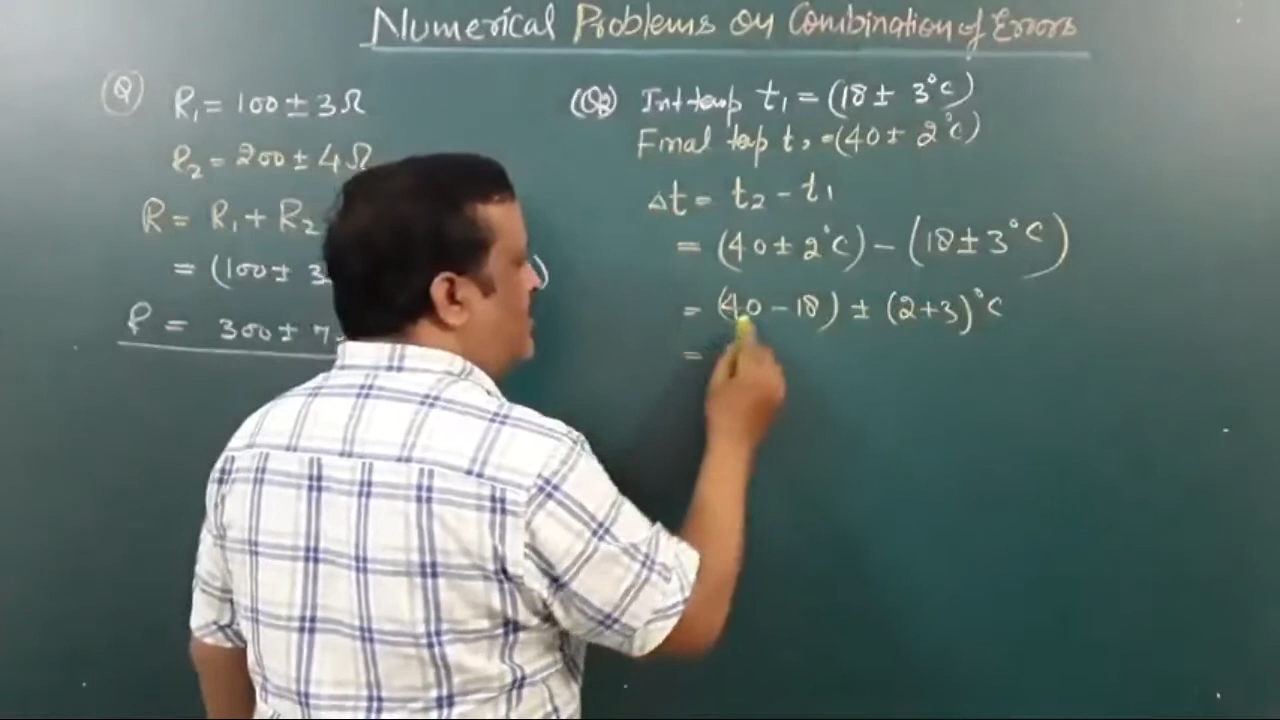 Numerical Problems on Combination of Errors
(Q) R₁ = 100 ± 3 Ω
R₂ = 200 ± 4 Ω
R = R₁ + R₂
= (100 ± 3 )
R = 300 ± 7
(Q2) Int temp t₁ = (18 ± 3°C)
Final temp t₂ = (40 ± 2°C)
Δt = t₂ - t₁
= (40 ± 2°C) - (18 ± 3°C)
= (40 - 18) ± (2+3)°C
=